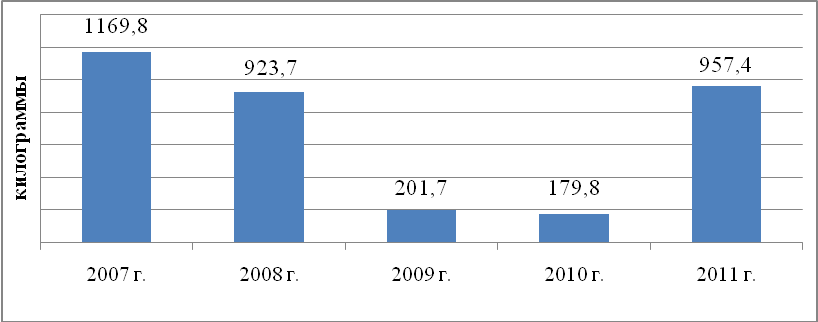 килограммы
1169,8
923,7
201,7
179,8
957,4
2007 г.
2008 г.
2009 г.
2010 г.
2011 г.